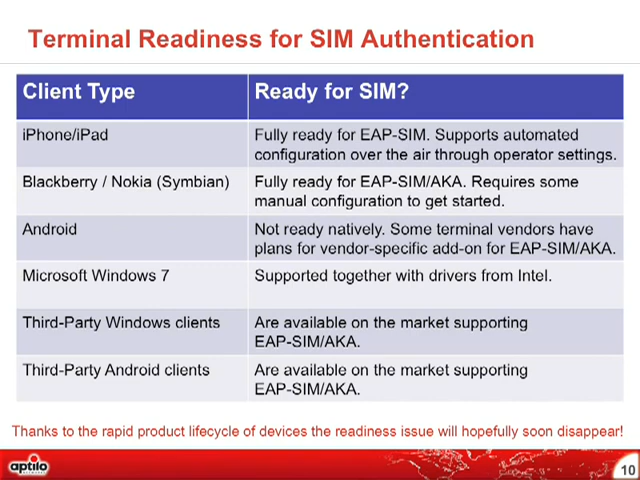 Terminal Readiness for SIM Authentication
Client Type
Ready for SIM?
iPhone/iPad
Fully ready for EAP-SIM. Supports automated
configuration over the air through operator settings.
Blackberry / Nokia (Symbian)
Fully ready for EAP-SIM/AKA. Requires some
manual configuration to get started.
Android
Not ready natively. Some terminal vendors have
plans for vendor-specific add-on for EAP-SIM/AKA.
Microsoft Windows 7
Supported together with drivers from Intel.
Third-Party Windows clients
Are available on the market supporting
EAP-SIM/AKA.
Third-Party Android clients
Are available on the market supporting
EAP-SIM/AKA.
Thanks to the rapid product lifecycle of devices the readiness issue will hopefully soon disappear!
aptilo
10